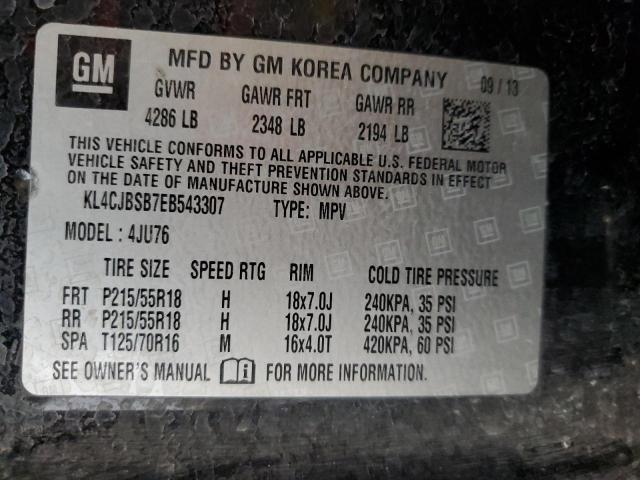 GM
MFD BY GM KOREA COMPANY 09 / 13
GVWR GAWR FRT GAWR RR
4286 LB 2348 LB 2194 LB
THIS VEHICLE CONFORMS TO ALL APPLICABLE U.S. FEDERAL MOTOR
VEHICLE SAFETY AND THEFT PREVENTION STANDARDS IN EFFECT
ON THE DATE OF MANUFACTURE SHOWN ABOVE.
KL4CJBSB7EB543307 TYPE: MPV
MODEL : 4JU76
TIRE SIZE SPEED RTG RIM COLD TIRE PRESSURE
FRT P215/55R18 H 18x7.0J 240KPA, 35 PSI
RR P215/55R18 H 18x7.0J 240KPA, 35 PSI
SPA T125/70R16 M 16x4.0T 420KPA, 60 PSI
SEE OWNER'S MANUAL i FOR MORE INFORMATION.